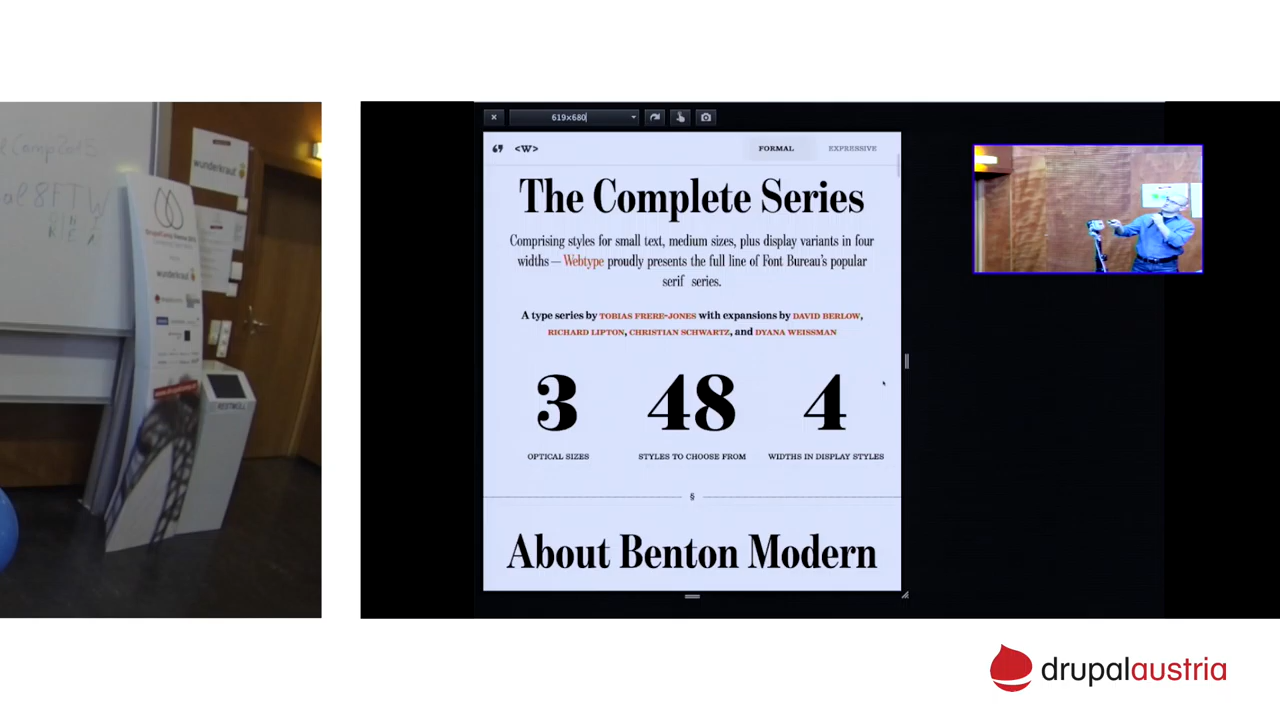 wunderkraut
wunderkraut
619×680
<W>
FORMAL
EXPRESSIVE
The Complete Series
Comprising styles for small text, medium sizes, plus display variants in four
widths — Webtype proudly presents the full line of Font Bureau's popular
serif series.
A type series by TOBIAS FRERE-JONES with expansions by DAVID BERLOW,
RICHARD LIPTON, CHRISTIAN SCHWARTZ, and DYANA WEISSMAN
3
48
4
OPTICAL SIZES
STYLES TO CHOOSE FROM
WIDTHS IN DISPLAY STYLES
§
About Benton Modern
drupalaustria